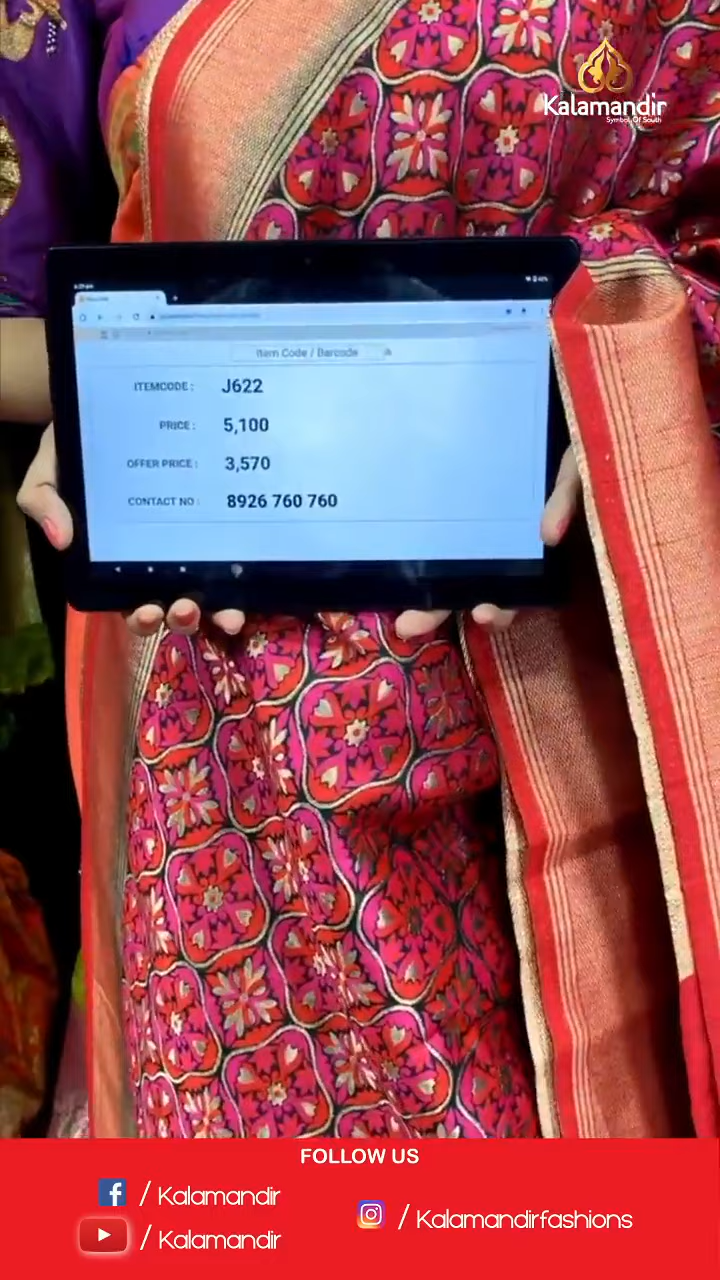 Kalamandir
Symbol Of South
Item Code / Barcode
ITEMCODE : J622
PRICE : 5,100
OFFER PRICE : 3,570
CONTACT NO : 8926 760 760
FOLLOW US
/ Kalamandir
/ Kalamandirfashions
/ Kalamandir